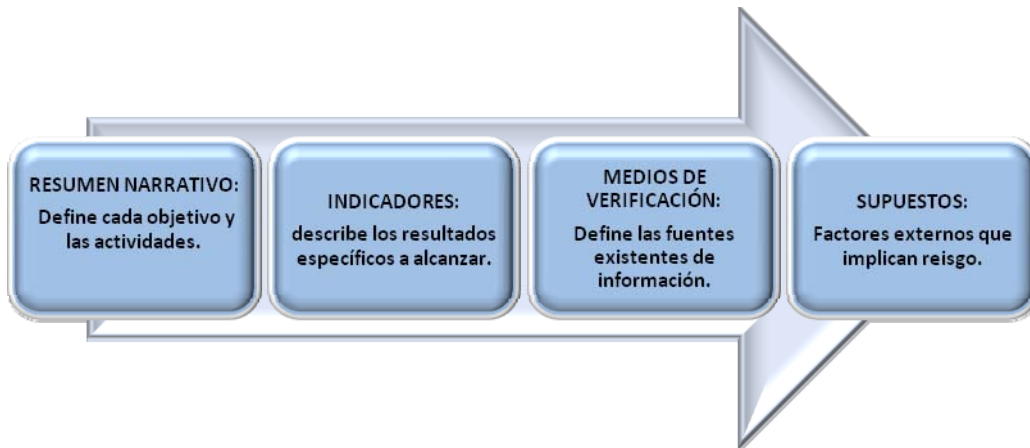 RESUMEN NARRATIVO:
Define cada objetivo y
las actividades.
INDICADORES:
describe los resultados
específicos a alcanzar.
MEDIOS DE
VERIFICACIÓN:
Define las fuentes
existentes de
información.
SUPUESTOS:
Factores externos que
implican reisgo.